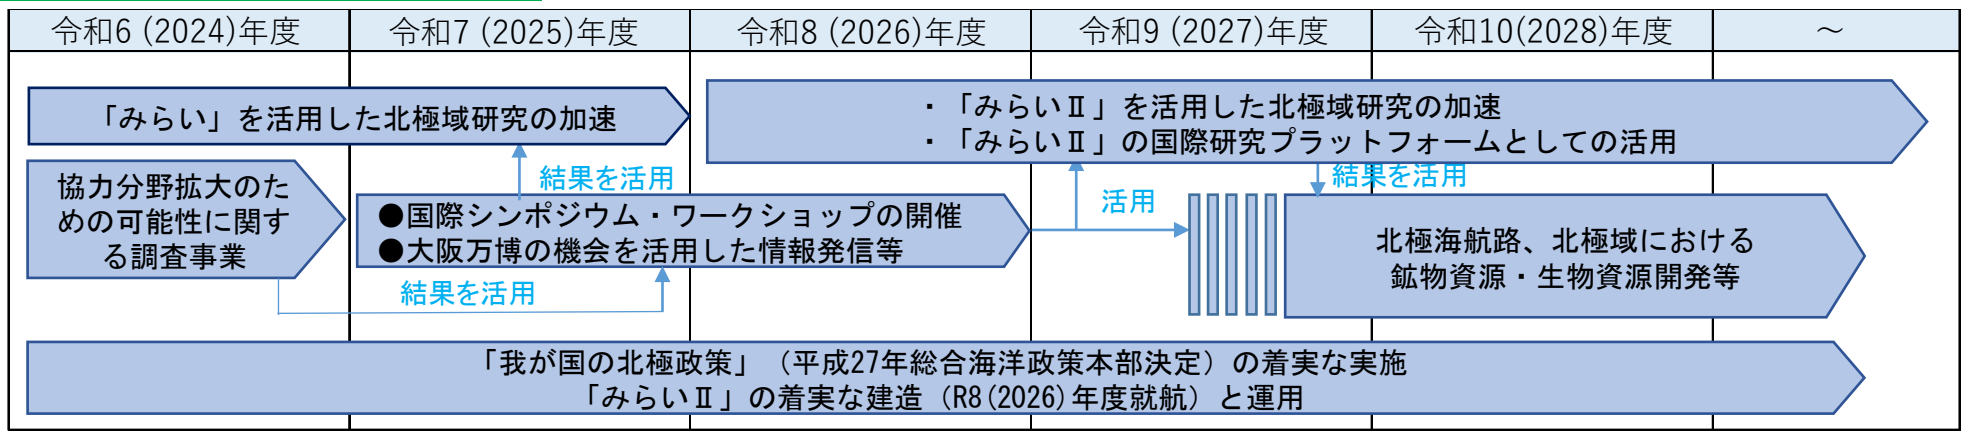 令和6 (2024)年度
令和7 (2025)年度
令和8 (2026)年度
令和9 (2027)年度
令和10(2028)年度
～
「みらい」を活用した北極域研究の加速
・「みらいⅡ」を活用した北極域研究の加速
・「みらいⅡ」の国際研究プラットフォームとしての活用
協力分野拡大のた
めの可能性に関す
る調査事業
結果を活用
●国際シンポジウム・ワークショップの開催
●大阪万博の機会を活用した情報発信等
結果を活用
活用
結果を活用
北極海航路、北極域における
鉱物資源・生物資源開発等
「我が国の北極政策」（平成27年総合海洋政策本部決定）の着実な実施
「みらいⅡ」の着実な建造（R8(2026)年度就航）と運用